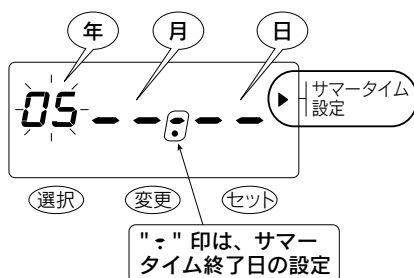 年 月 日
05 -- -- -- --
▶ サマータイム
設定
選択 変更 セット
"÷" 印は、サマー
タイム終了日の設定